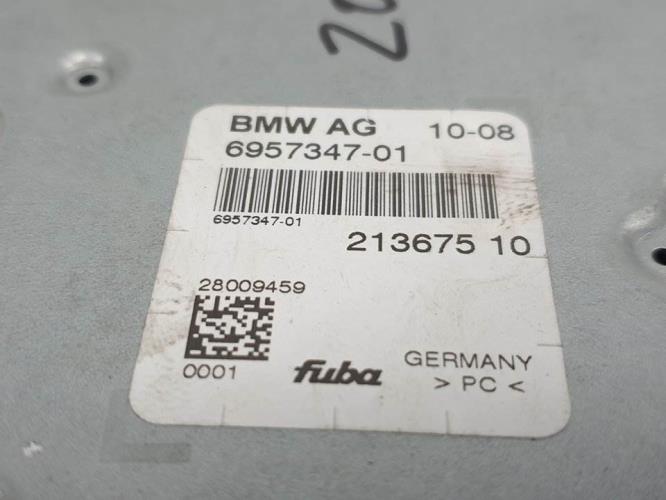 BMW AG 10-08
6957347-01
6957347-01
213675 10
28009459
0001 fuba GERMANY
> PC <